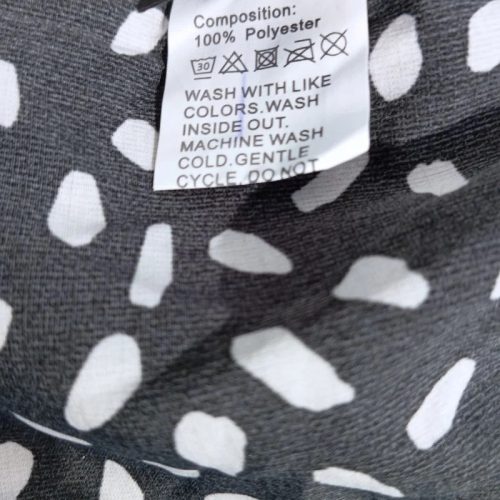 Composition:
100% Polyester
30
WASH WITH LIKE
COLORS.WASH
INSIDE OUT.
MACHINE WASH
COLD.GENTLE
CYCLE.DO NOT